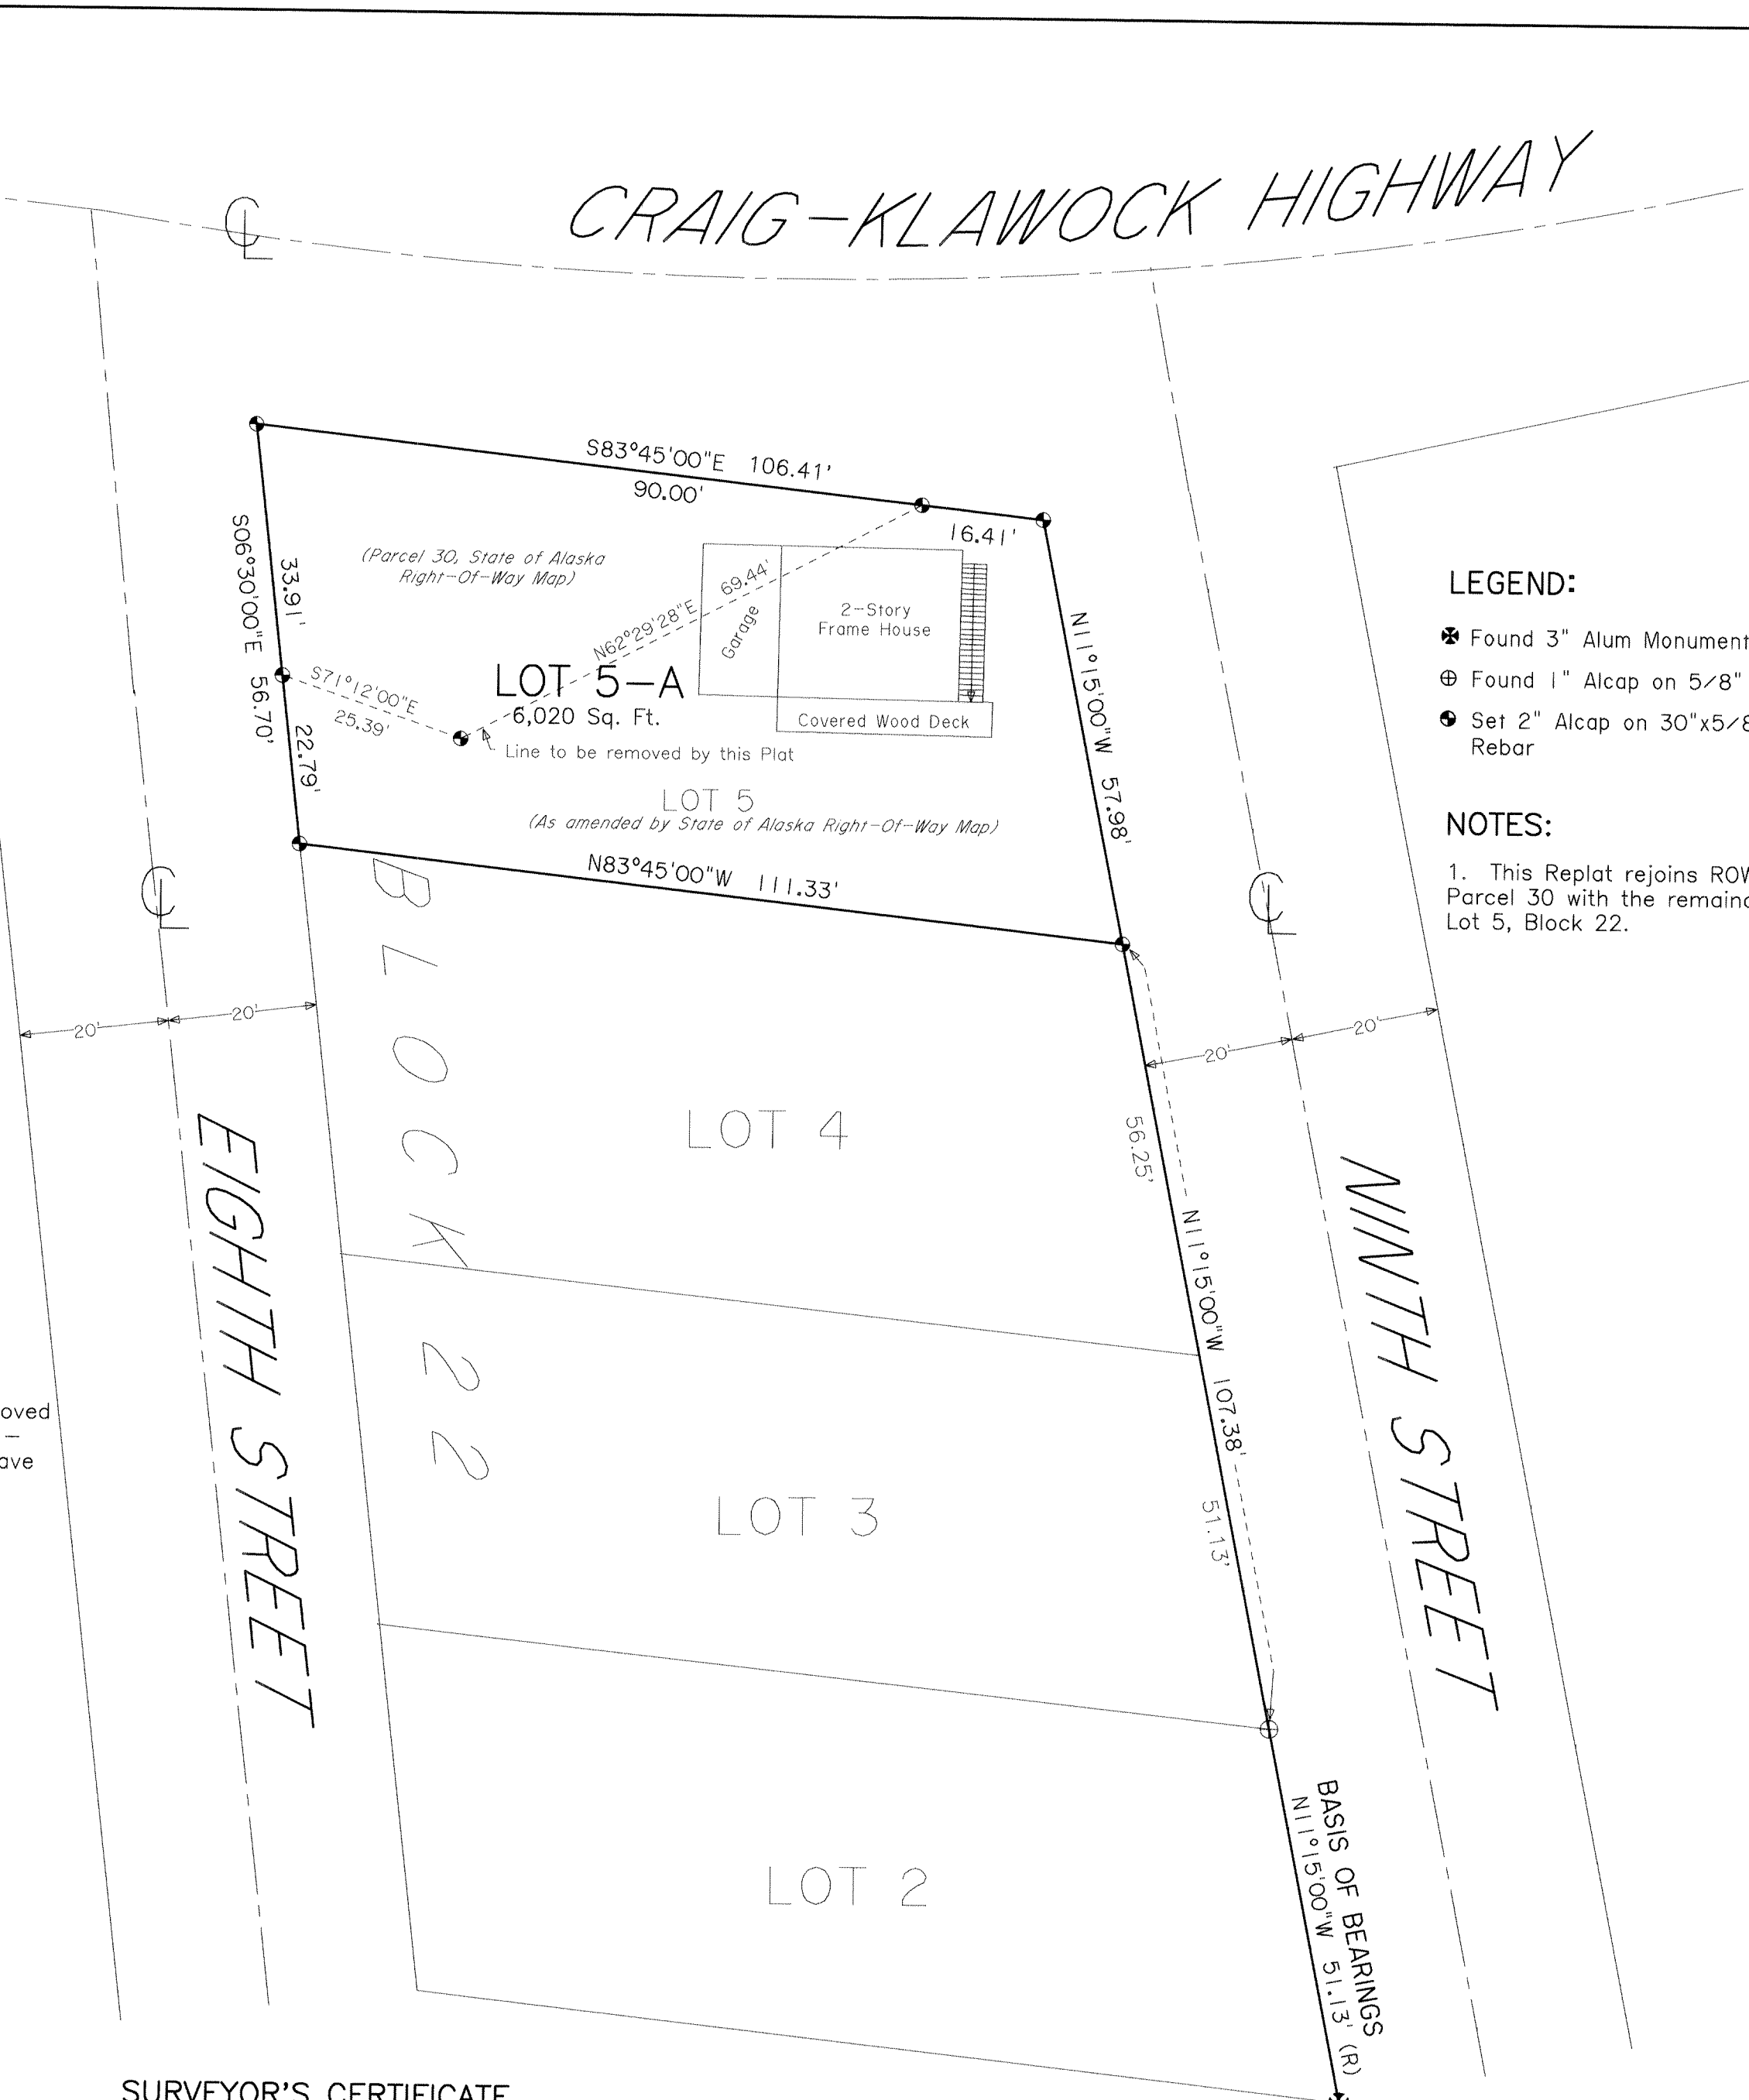 CRAIG-KLAWOCK HIGHWAY
℄
S83°45'00"E 106.41'
90.00'
16.41'
S06°30'00"E 56.70'
33.91'
22.79'
(Parcel 30, State of Alaska
Right-Of-Way Map)
N62°29'28"E 69.44'
S71°12'00"E
25.39'
Garage
2-Story
Frame House
Covered Wood Deck
LOT 5-A
6,020 Sq. Ft.
Line to be removed by this Plat
LOT 5
(As amended by State of Alaska Right-Of-Way Map)
N11°15'00"W 57.98'
N83°45'00"W 111.33'
LEGEND:
Found 3" Alum Monument
Found 1" Alcap on 5/8"
Set 2" Alcap on 30"x5/8
Rebar
NOTES:
1. This Replat rejoins ROW
Parcel 30 with the remaind
Lot 5, Block 22.
℄
℄
20'
20'
20'
20'
BLOCK 22
LOT 4
56.25'
N11°15'00"W 107.38'
EIGHTH STREET
NINTH STREET
oved
–
ave
LOT 3
51.13'
LOT 2
BASIS OF BEARINGS
N11°15'00"W 51.13' (R)
SURVEYOR'S CERTIFICATE